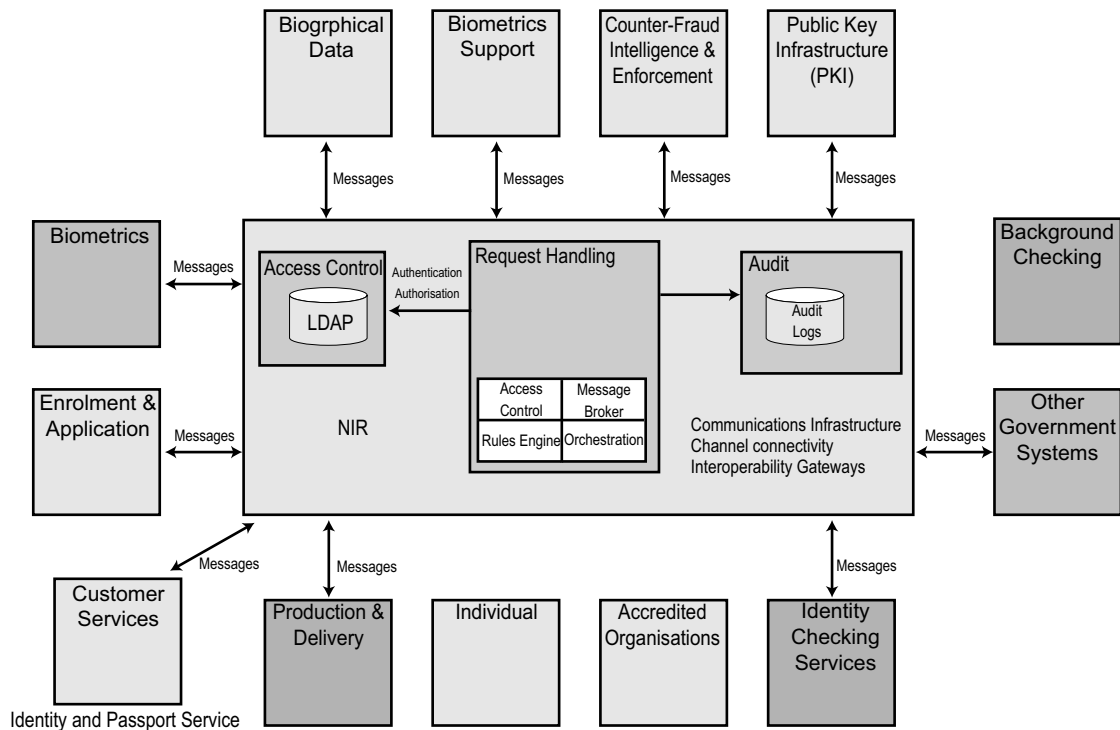 Biogrphical
Data
Biometrics
Support
Counter-Fraud
Intelligence &
Enforcement
Public Key
Infrastructure
(PKI)
Messages
Messages
Messages
Messages
Biometrics
Messages
Access Control
LDAP
Authentication
Authorisation
Request Handling
Audit
Audit
Logs
Background
Checking
Enrolment &
Application
Messages
NIR
Access
Control
Message
Broker
Rules Engine
Orchestration
Communications Infrastructure
Channel connectivity
Interoperability Gateways
Messages
Other
Government
Systems
Messages
Messages
Messages
Customer
Services
Production &
Delivery
Individual
Accredited
Organisations
Identity
Checking
Services
Identity and Passport Service